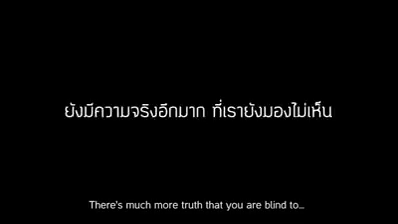 ยังมีความจริงอีกมาก ที่เรายังมองไม่เห็น
There's much more truth that you are blind to...